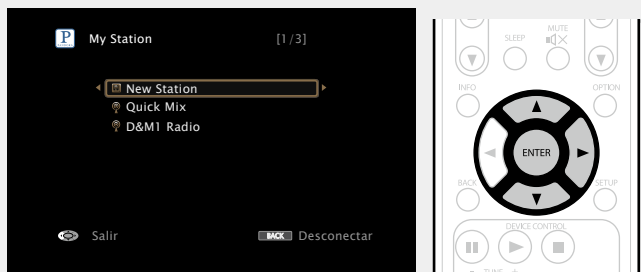 P
My Station [1/3]
New Station
Quick Mix
D&M1 Radio
Salir BACK Desconectar
MUTE
SLEEP
INFO OPTION
ENTER
BACK SETUP
DEVICE CONTROL